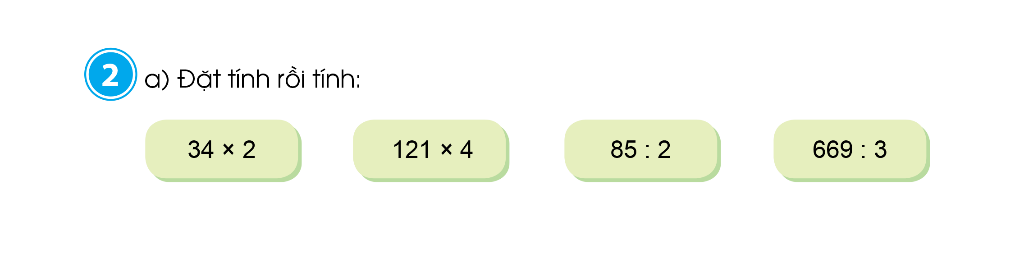 2 a) Đặt tính rồi tính:
34 × 2 121 × 4 85 : 2 669 : 3